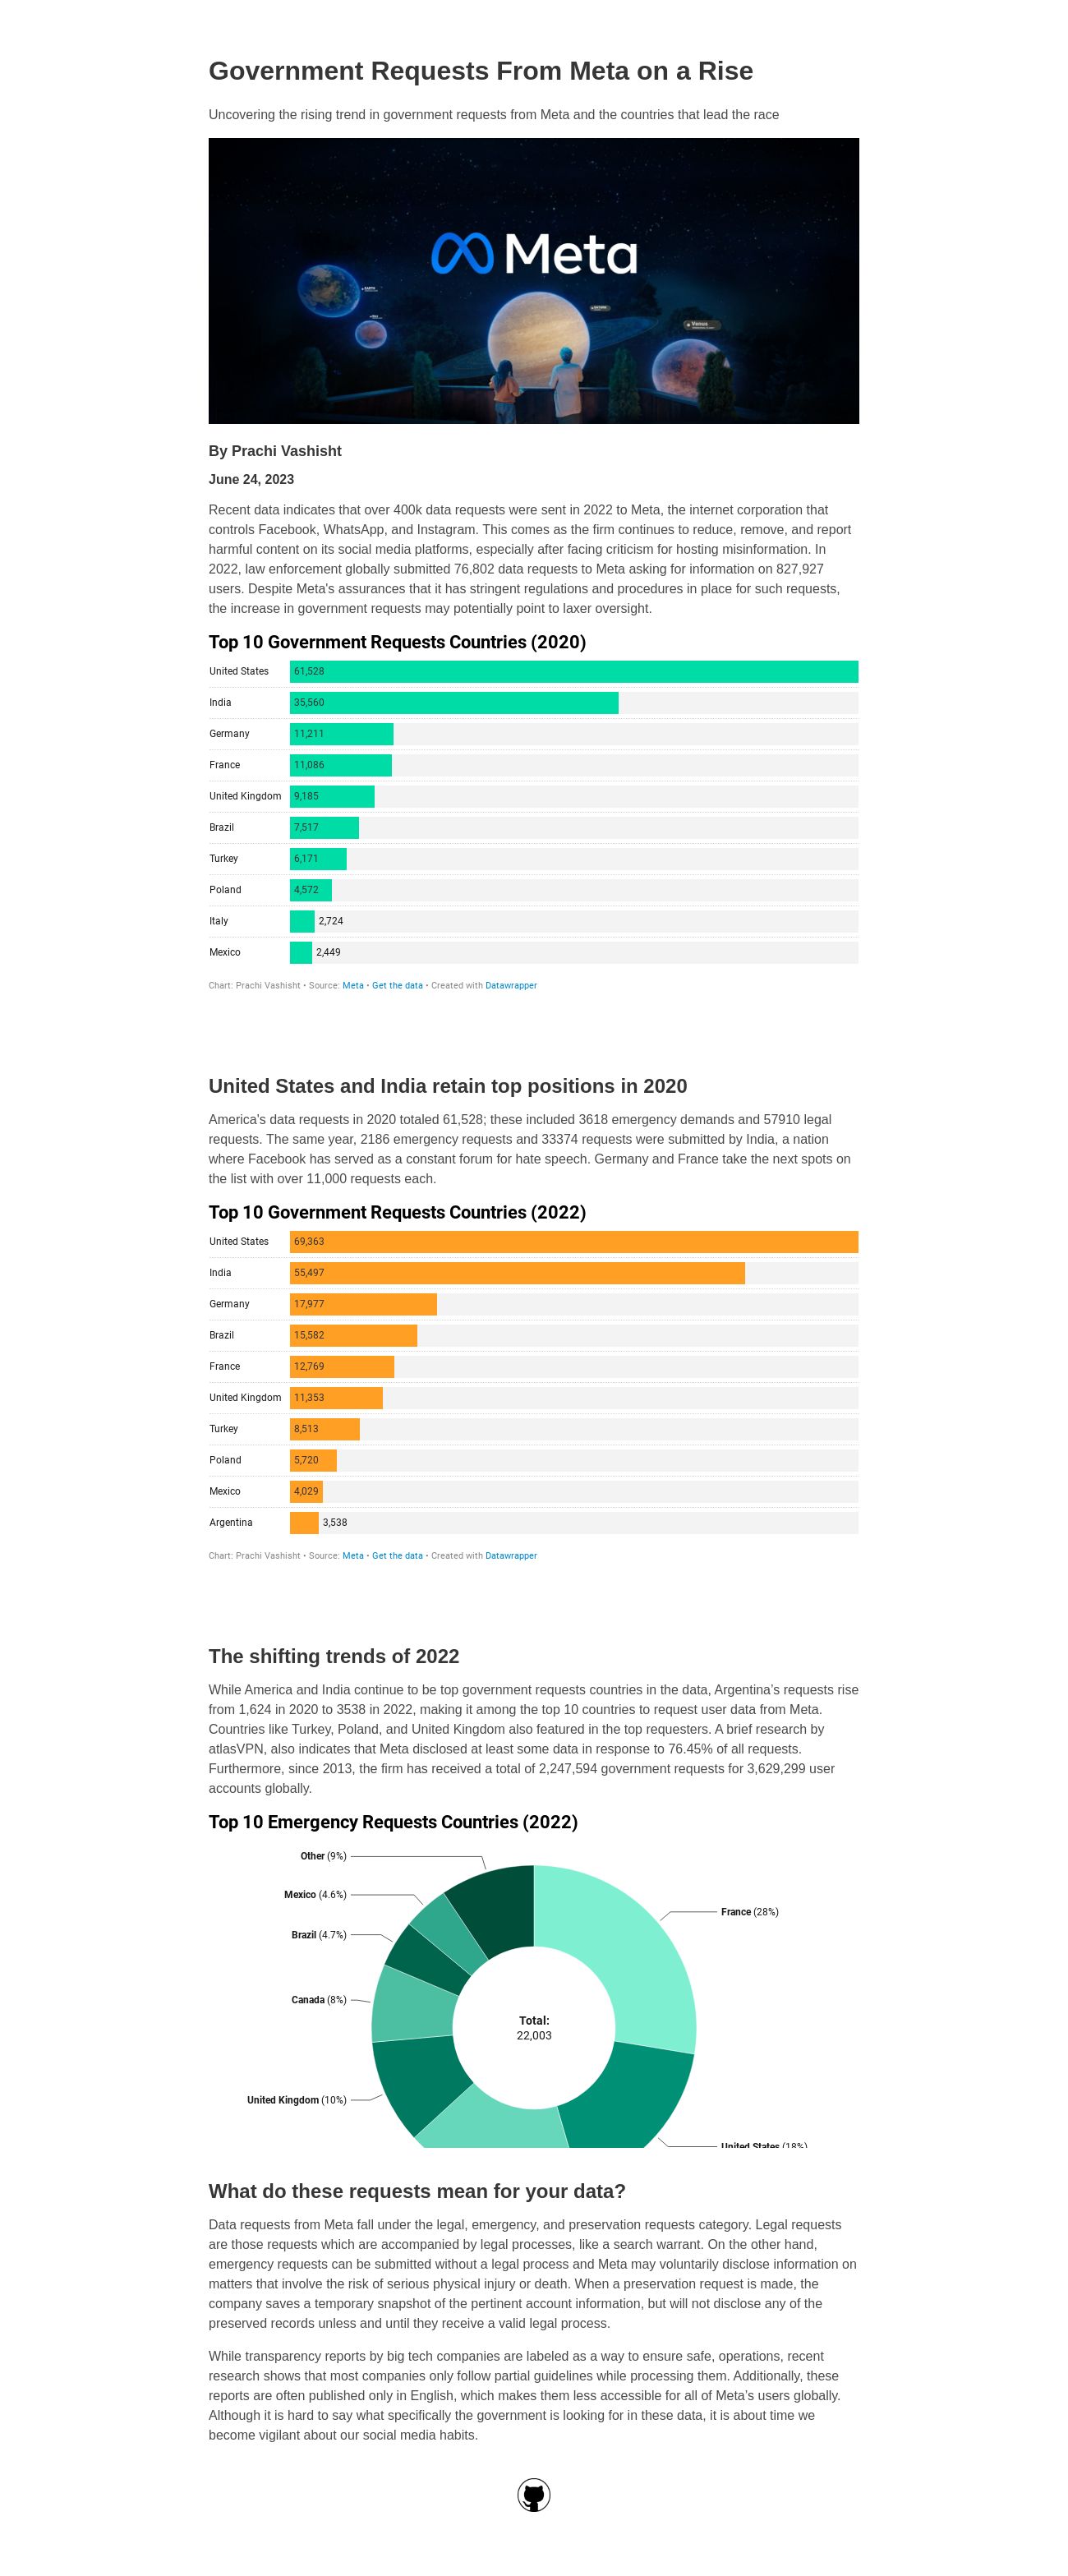 Government Requests From Meta on a Rise
Uncovering the rising trend in government requests from Meta and the countries that lead the race
Meta
EARTH
Venus
By Prachi Vashisht
June 24, 2023
Recent data indicates that over 400k data requests were sent in 2022 to Meta, the internet corporation that
controls Facebook, WhatsApp, and Instagram. This comes as the firm continues to reduce, remove, and report
harmful content on its social media platforms, especially after facing criticism for hosting misinformation. In
2022, law enforcement globally submitted 76,802 data requests to Meta asking for information on 827,927
users. Despite Meta's assurances that it has stringent regulations and procedures in place for such requests,
the increase in government requests may potentially point to laxer oversight.
Top 10 Government Requests Countries (2020)
United States 61,528
India 35,560
Germany 11,211
France 11,086
United Kingdom 9,185
Brazil 7,517
Turkey 6,171
Poland 4,572
Italy 2,724
Mexico 2,449
Chart: Prachi Vashisht • Source: Meta • Get the data • Created with Datawrapper
United States and India retain top positions in 2020
America's data requests in 2020 totaled 61,528; these included 3618 emergency demands and 57910 legal
requests. The same year, 2186 emergency requests and 33374 requests were submitted by India, a nation
where Facebook has served as a constant forum for hate speech. Germany and France take the next spots on
the list with over 11,000 requests each.
Top 10 Government Requests Countries (2022)
United States 69,363
India 55,497
Germany 17,977
Brazil 15,582
France 12,769
United Kingdom 11,353
Turkey 8,513
Poland 5,720
Mexico 4,029
Argentina 3,538
Chart: Prachi Vashisht • Source: Meta • Get the data • Created with Datawrapper
The shifting trends of 2022
While America and India continue to be top government requests countries in the data, Argentina’s requests rise
from 1,624 in 2020 to 3538 in 2022, making it among the top 10 countries to request user data from Meta.
Countries like Turkey, Poland, and United Kingdom also featured in the top requesters. A brief research by
atlasVPN, also indicates that Meta disclosed at least some data in response to 76.45% of all requests.
Furthermore, since 2013, the firm has received a total of 2,247,594 government requests for 3,629,299 user
accounts globally.
Top 10 Emergency Requests Countries (2022)
Other (9%)
Mexico (4.6%)
France (28%)
Brazil (4.7%)
Canada (8%)
Total:
22,003
United Kingdom (10%)
United States (18%)
What do these requests mean for your data?
Data requests from Meta fall under the legal, emergency, and preservation requests category. Legal requests
are those requests which are accompanied by legal processes, like a search warrant. On the other hand,
emergency requests can be submitted without a legal process and Meta may voluntarily disclose information on
matters that involve the risk of serious physical injury or death. When a preservation request is made, the
company saves a temporary snapshot of the pertinent account information, but will not disclose any of the
preserved records unless and until they receive a valid legal process.
While transparency reports by big tech companies are labeled as a way to ensure safe, operations, recent
research shows that most companies only follow partial guidelines while processing them. Additionally, these
reports are often published only in English, which makes them less accessible for all of Meta’s users globally.
Although it is hard to say what specifically the government is looking for in these data, it is about time we
become vigilant about our social media habits.